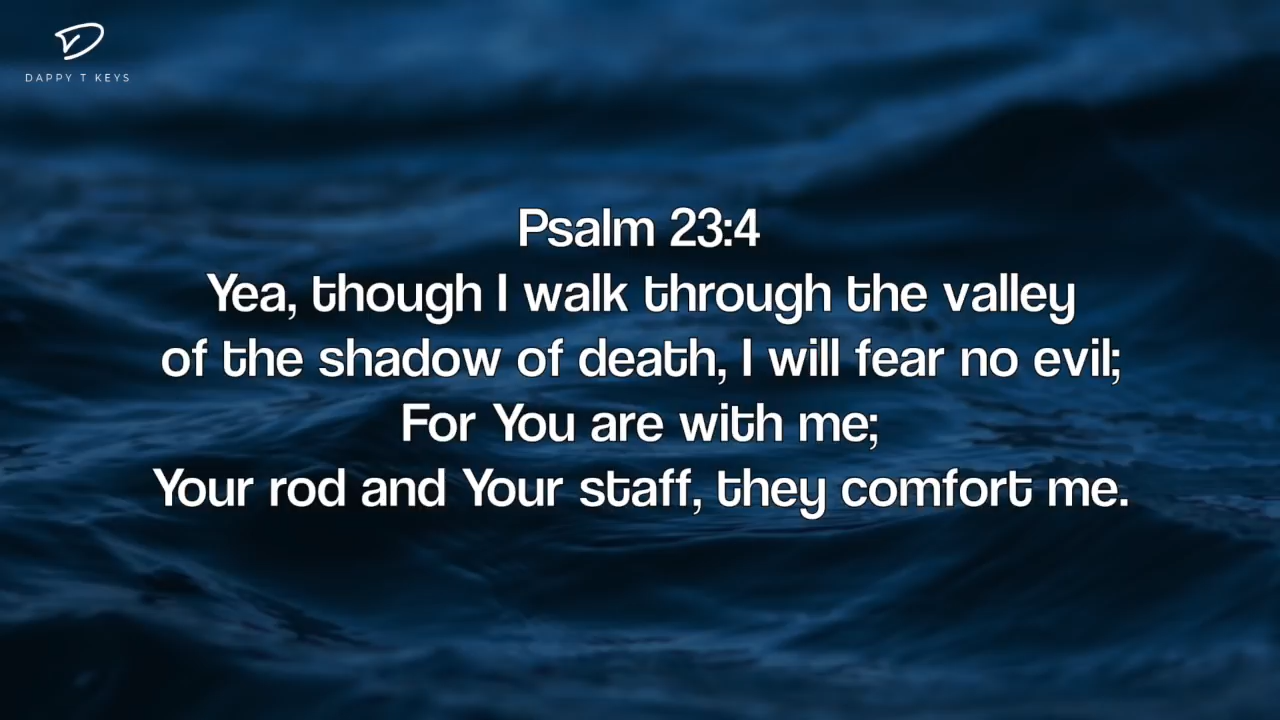 DAPPY T KEYS
Psalm 23:4
Yea, though I walk through the valley
of the shadow of death, I will fear no evil;
For You are with me;
Your rod and Your staff, they comfort me.